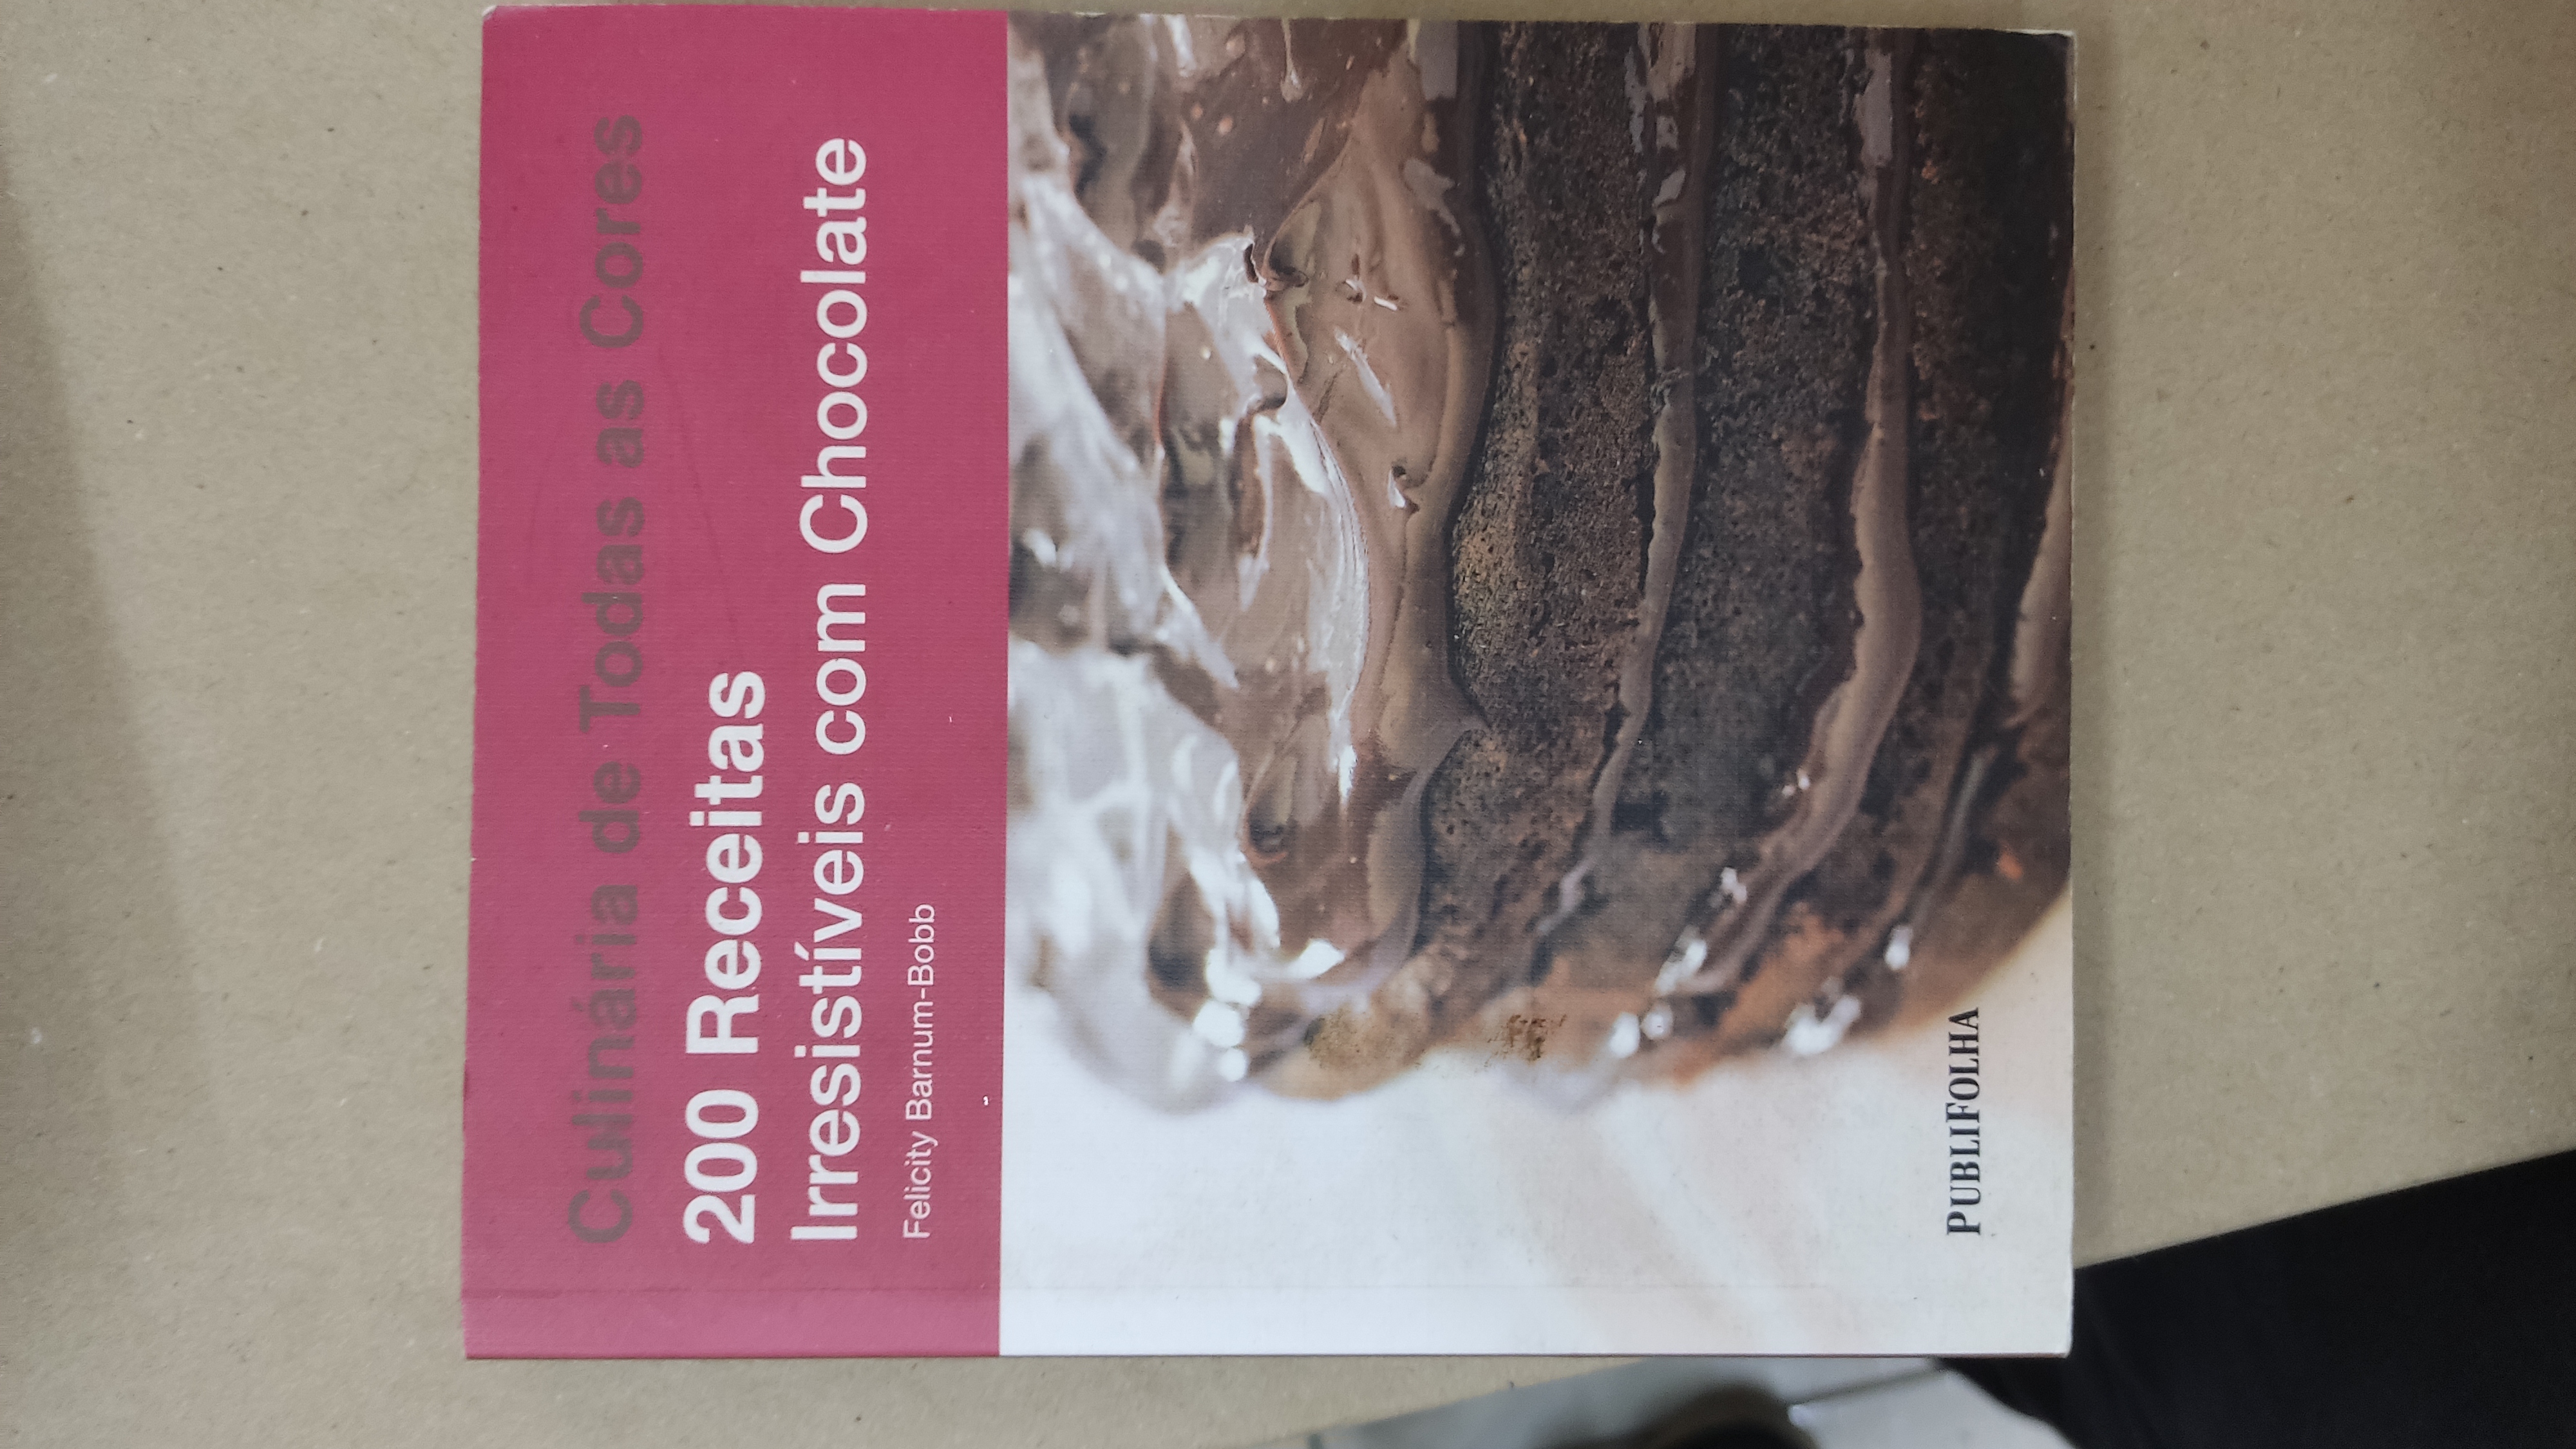 Culinária de Todas as Cores
200 Receitas
Irresistíveis com Chocolate
Felicity Barnum-Bobb
PUBLIFOLHA